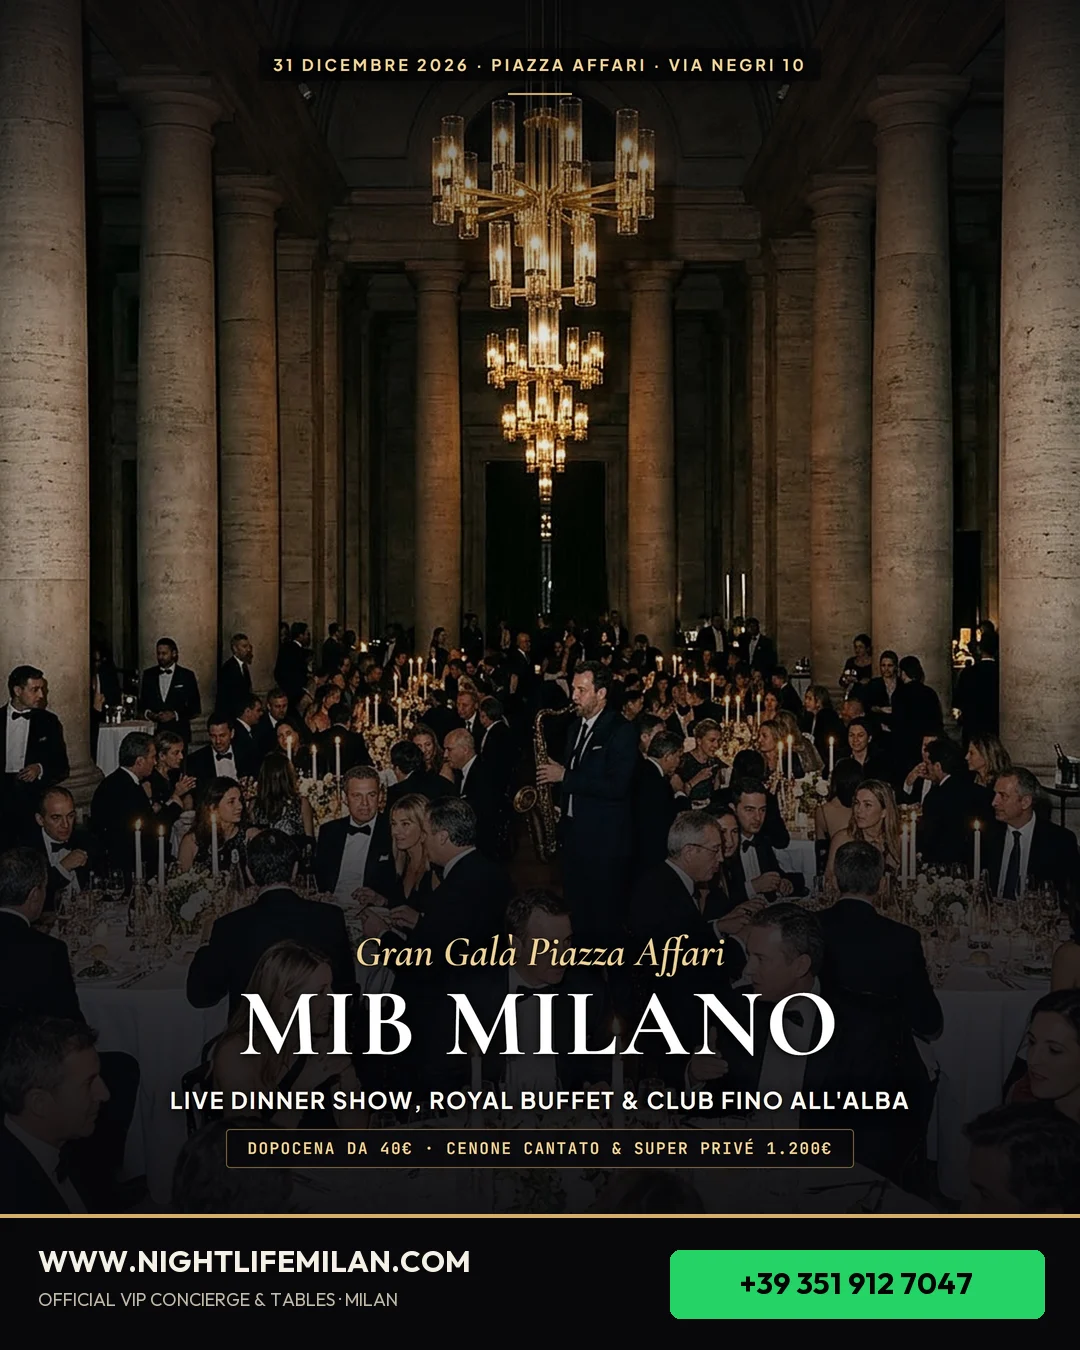 31 DICEMBRE 2026 · PIAZZA AFFARI · VIA NEGRI 10
Gran Galà Piazza Affari
MIB MILANO
LIVE DINNER SHOW, ROYAL BUFFET & CLUB FINO ALL'ALBA
DOPOCENA DA 40€ · CENONE CANTATO & SUPER PRIVÉ 1.200€
WWW.NIGHTLIFEMILAN.COM
OFFICIAL VIP CONCIERGE & TABLES · MILAN
+39 351 912 7047